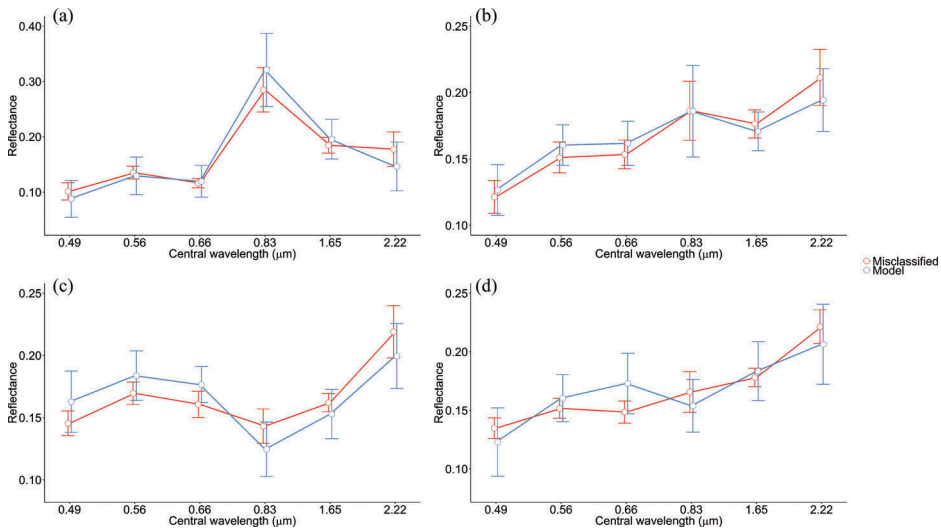 (a)
0.40
0.30
0.20
0.10
Reflectance
0.49 0.56 0.66 0.83 1.65 2.22
Central wavelength (μm)
(b)
0.25
0.20
0.15
0.10
Reflectance
0.49 0.56 0.66 0.83 1.65 2.22
Central wavelength (μm)
Misclassified
Model
(c)
0.25
0.20
0.15
0.10
Reflectance
0.49 0.56 0.66 0.83 1.65 2.22
Central wavelength (μm)
(d)
0.25
0.20
0.15
0.10
Reflectance
0.49 0.56 0.66 0.83 1.65 2.22
Central wavelength (μm)